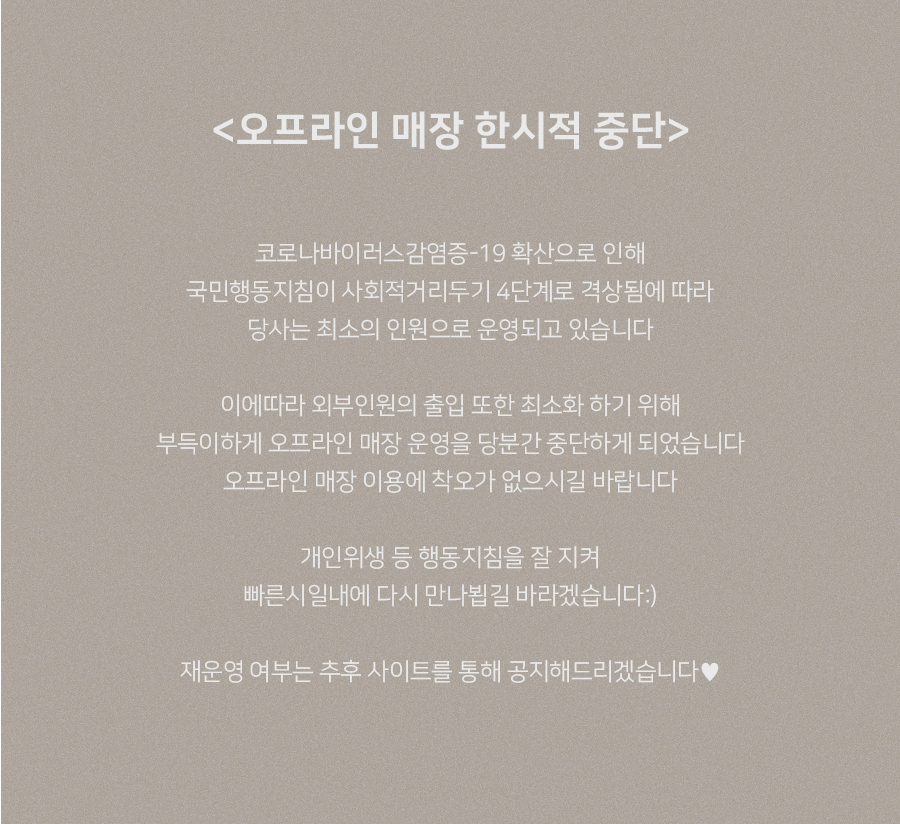 <오프라인 매장 한시적 중단>
코로나바이러스감염증-19 확산으로 인해
국민행동지침이 사회적거리두기 4단계로 격상됨에 따라
당사는 최소의 인원으로 운영되고 있습니다
이에따라 외부인원의 출입 또한 최소화 하기 위해
부득이하게 오프라인 매장 운영을 당분간 중단하게 되었습니다
오프라인 매장 이용에 착오가 없으시길 바랍니다
개인위생 등 행동지침을 잘 지켜
빠른시일내에 다시 만나뵙길 바라겠습니다:)
재운영 여부는 추후 사이트를 통해 공지해드리겠습니다♥